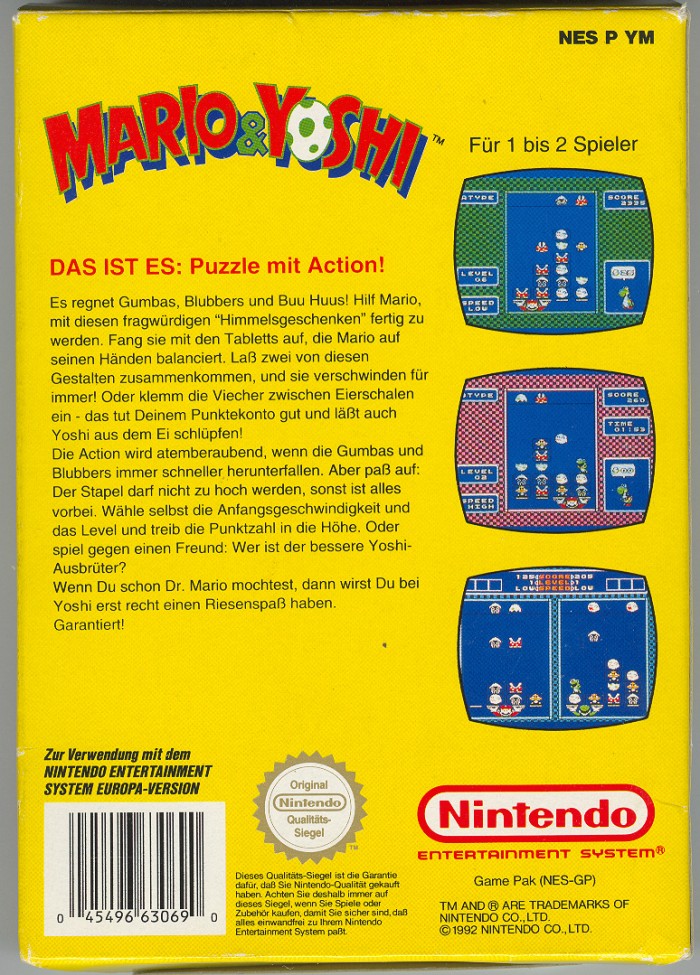 NES P YM
MARIO & YOSHI ™
Für 1 bis 2 Spieler
DAS IST ES: Puzzle mit Action!
Es regnet Gumbas, Blubbers und Buu Huus! Hilf Mario,
mit diesen fragwürdigen “Himmelsgeschenken” fertig zu
werden. Fang sie mit den Tabletts auf, die Mario auf
seinen Händen balanciert. Laß zwei von diesen
Gestalten zusammenkommen, und sie verschwinden für
immer! Oder klemm die Viecher zwischen Eierschalen
ein - das tut Deinem Punktekonto gut und läßt auch
Yoshi aus dem Ei schlüpfen!
Die Action wird atemberaubend, wenn die Gumbas und
Blubbers immer schneller herunterfallen. Aber paß auf:
Der Stapel darf nicht zu hoch werden, sonst ist alles
vorbei. Wähle selbst die Anfangsgeschwindigkeit und
das Level und treib die Punktzahl in die Höhe. Oder
spiel gegen einen Freund: Wer ist der bessere Yoshi-
Ausbrüter?
Wenn Du schon Dr. Mario mochtest, dann wirst Du bei
Yoshi erst recht einen Riesenspaß haben.
Garantiert!
ATYPE
SCORE
LEVEL
SPEED
LOW
TYPE
SCORE
260
TIME
01:53
LEVEL
02
SPEED
HIGH
SCORE
LEVEL
LOW SPEED LOW
Zur Verwendung mit dem
NINTENDO ENTERTAINMENT
SYSTEM EUROPA-VERSION
0 45496 63069 0
Original
Nintendo
Qualitäts-
Siegel
TM
Dieses Qualitäts-Siegel ist die Garantie
dafür, daß Sie Nintendo-Qualität gekauft
haben. Achten Sie deshalb immer auf
dieses Siegel, wenn Sie Spiele oder
Zubehör kaufen, damit Sie sicher sind, daß
alles einwandfrei zu Ihrem Nintendo
Entertainment System paßt.
Nintendo
ENTERTAINMENT SYSTEM®
Game Pak (NES-GP)
TM AND ® ARE TRADEMARKS OF
NINTENDO CO., LTD.
© 1992 NINTENDO CO., LTD.